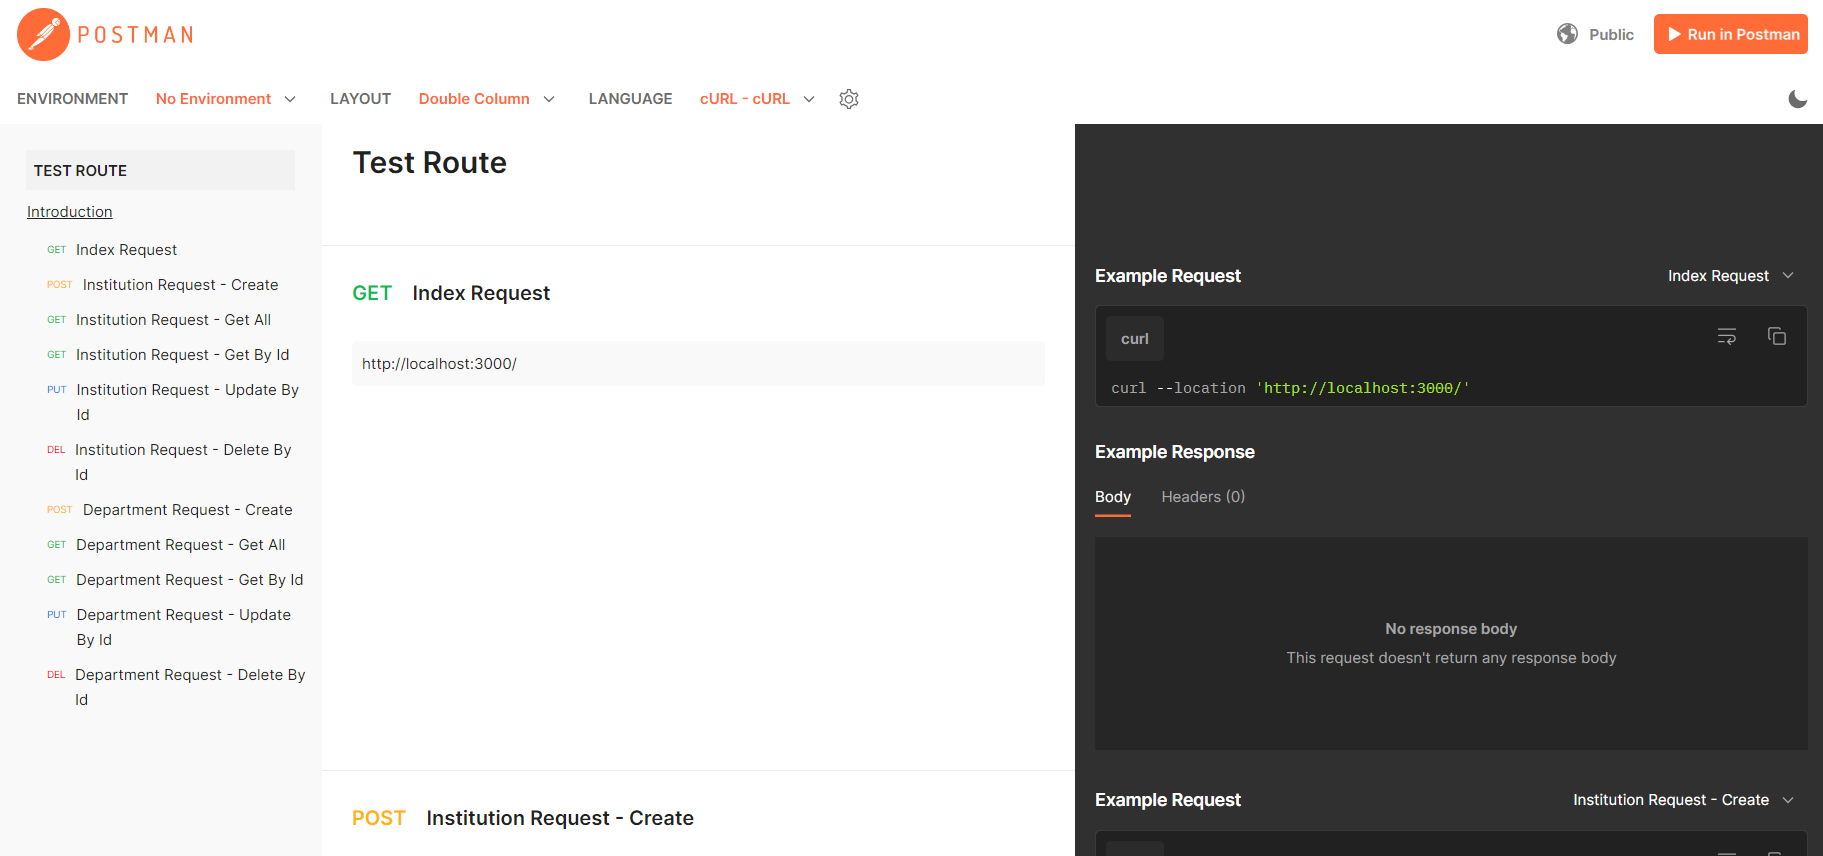 POSTMAN
Public
Run in Postman
ENVIRONMENT No Environment LAYOUT Double Column LANGUAGE cURL - cURL
TEST ROUTE
Introduction
GET Index Request
POST Institution Request - Create
GET Institution Request - Get All
GET Institution Request - Get By Id
PUT Institution Request - Update By
Id
DEL Institution Request - Delete By
Id
POST Department Request - Create
GET Department Request - Get All
GET Department Request - Get By Id
PUT Department Request - Update
By Id
DEL Department Request - Delete By
Id
Test Route
GET Index Request
http://localhost:3000/
POST Institution Request - Create
Example Request
Index Request
curl
curl --location 'http://localhost:3000/'
Example Response
Body Headers (0)
No response body
This request doesn't return any response body
Example Request
Institution Request - Create